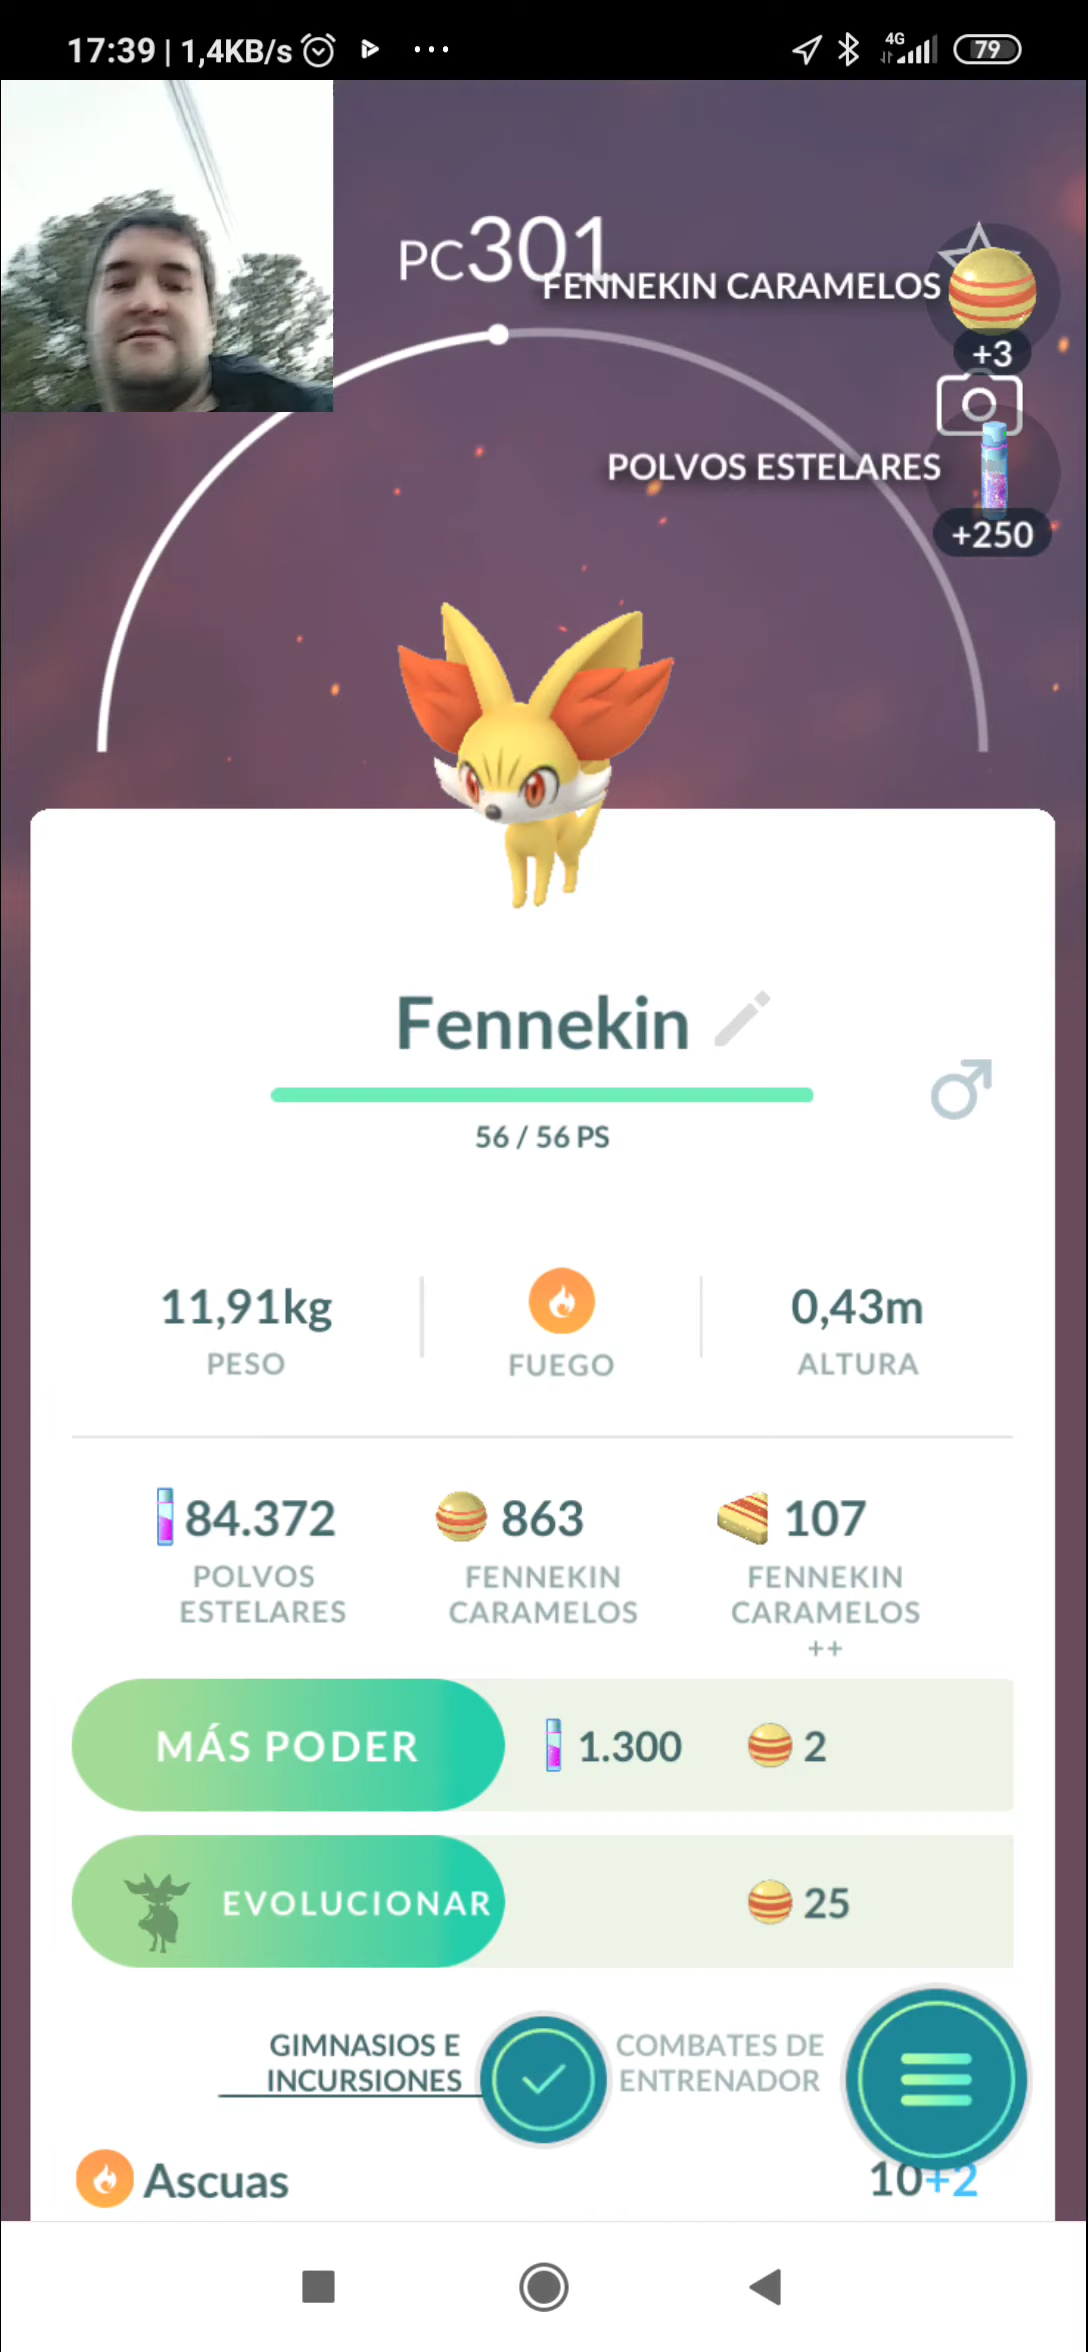 17:39 | 1,4KB/s
4G
79
PC301
FENNEKIN CARAMELOS
+3
POLVOS ESTELARES
+250
Fennekin
56 / 56 PS
11,91kg
PESO
FUEGO
0,43m
ALTURA
84.372
POLVOS
ESTELARES
863
FENNEKIN
CARAMELOS
107
FENNEKIN
CARAMELOS
++
MÁS PODER
1.300
2
EVOLUCIONAR
25
GIMNASIOS E
INCURSIONES
COMBATES DE
ENTRENADOR
Ascuas
10+2